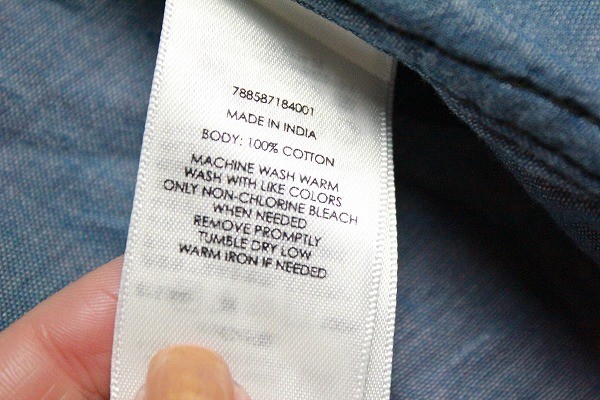 788587184001
MADE IN INDIA
BODY: 100% COTTON
MACHINE WASH WARM
WASH WITH LIKE COLORS
ONLY NON-CHLORINE BLEACH
WHEN NEEDED
REMOVE PROMPTLY
TUMBLE DRY LOW
WARM IRON IF NEEDED